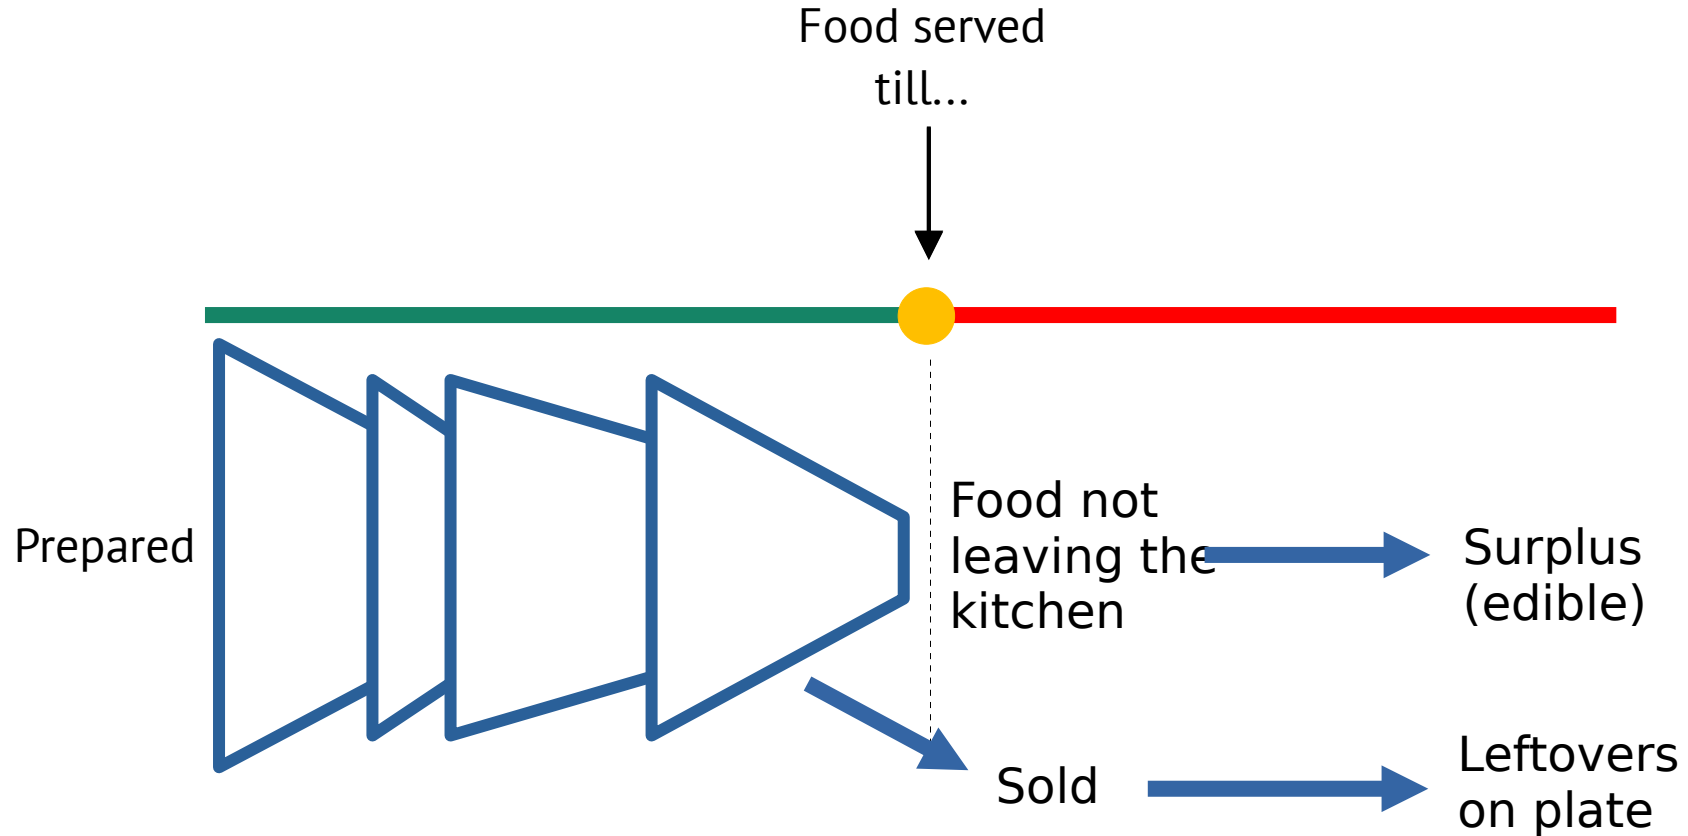 Food served
till...
Prepared
Food not
leaving the
kitchen
Surplus
(edible)
Sold
Leftovers
on plate